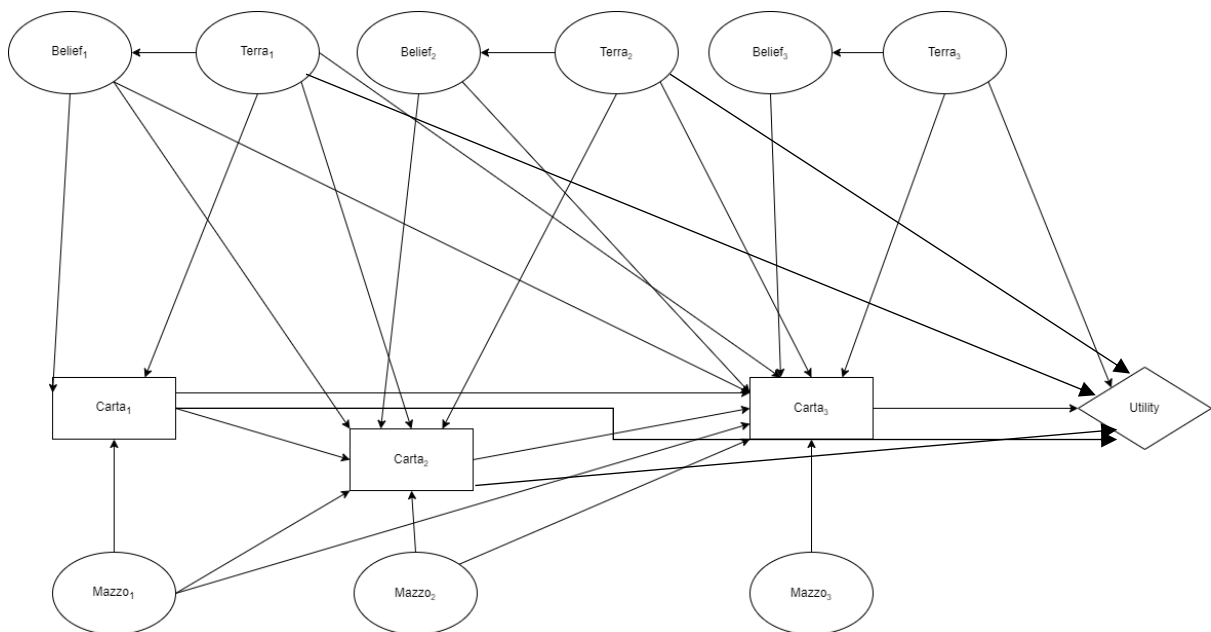 Belief₁
Terra₁
Belief₂
Terra₂
Belief₃
Terra₃
Carta₁
Carta₃
Utility
Carta₂
Mazzo₁
Mazzo₂
Mazzo₃